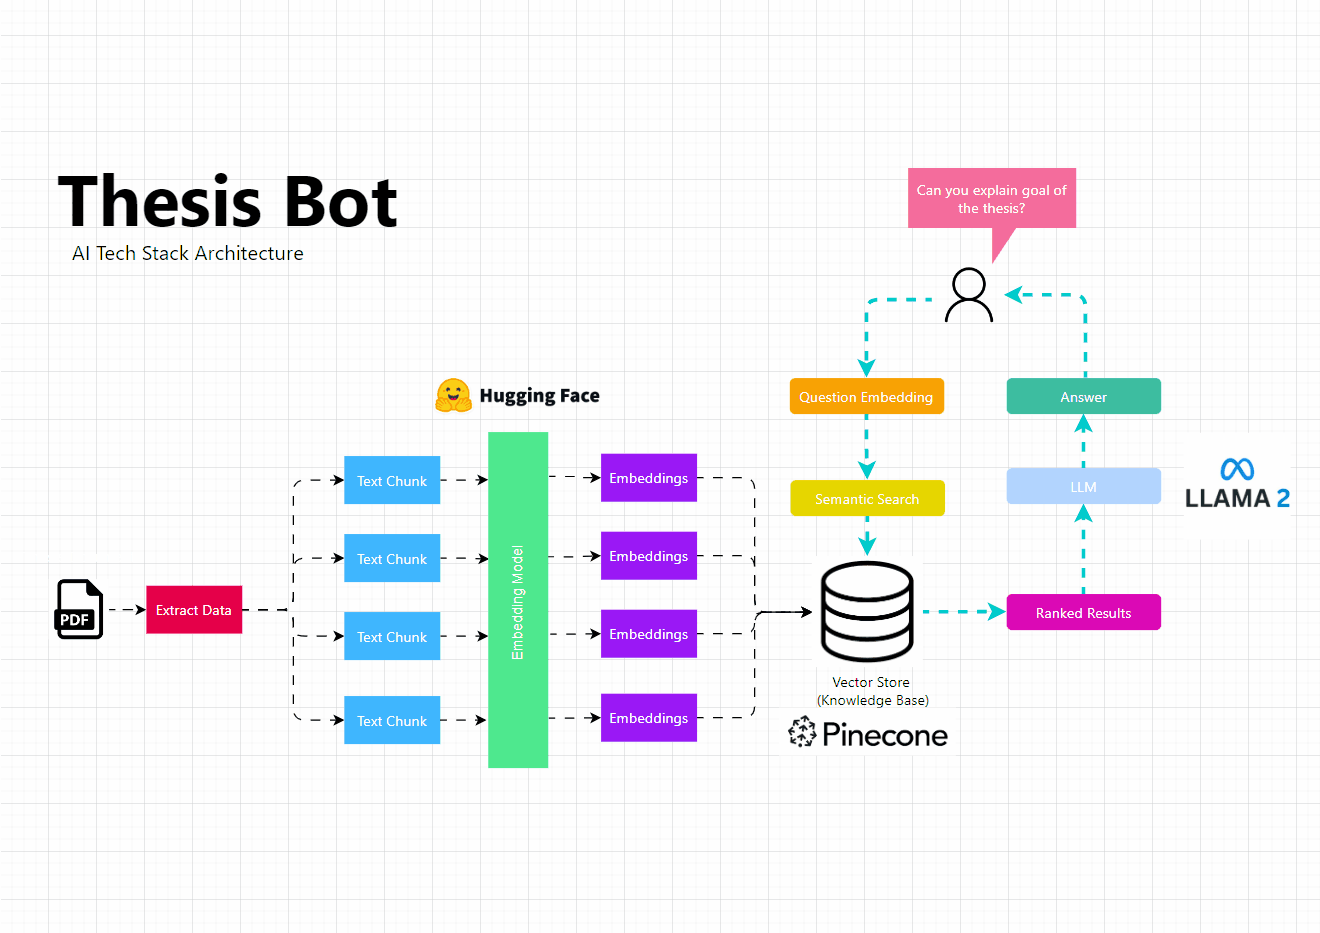 Thesis Bot
AI Tech Stack Architecture
Can you explain goal of
the thesis?
Hugging Face
Question Embedding
Answer
Text Chunk
Embeddings
Semantic Search
LLM
LLAMA 2
Text Chunk
Embeddings
Embedding Model
PDF
Extract Data
Text Chunk
Embeddings
Ranked Results
Vector Store
(Knowledge Base)
Text Chunk
Embeddings
Pinecone